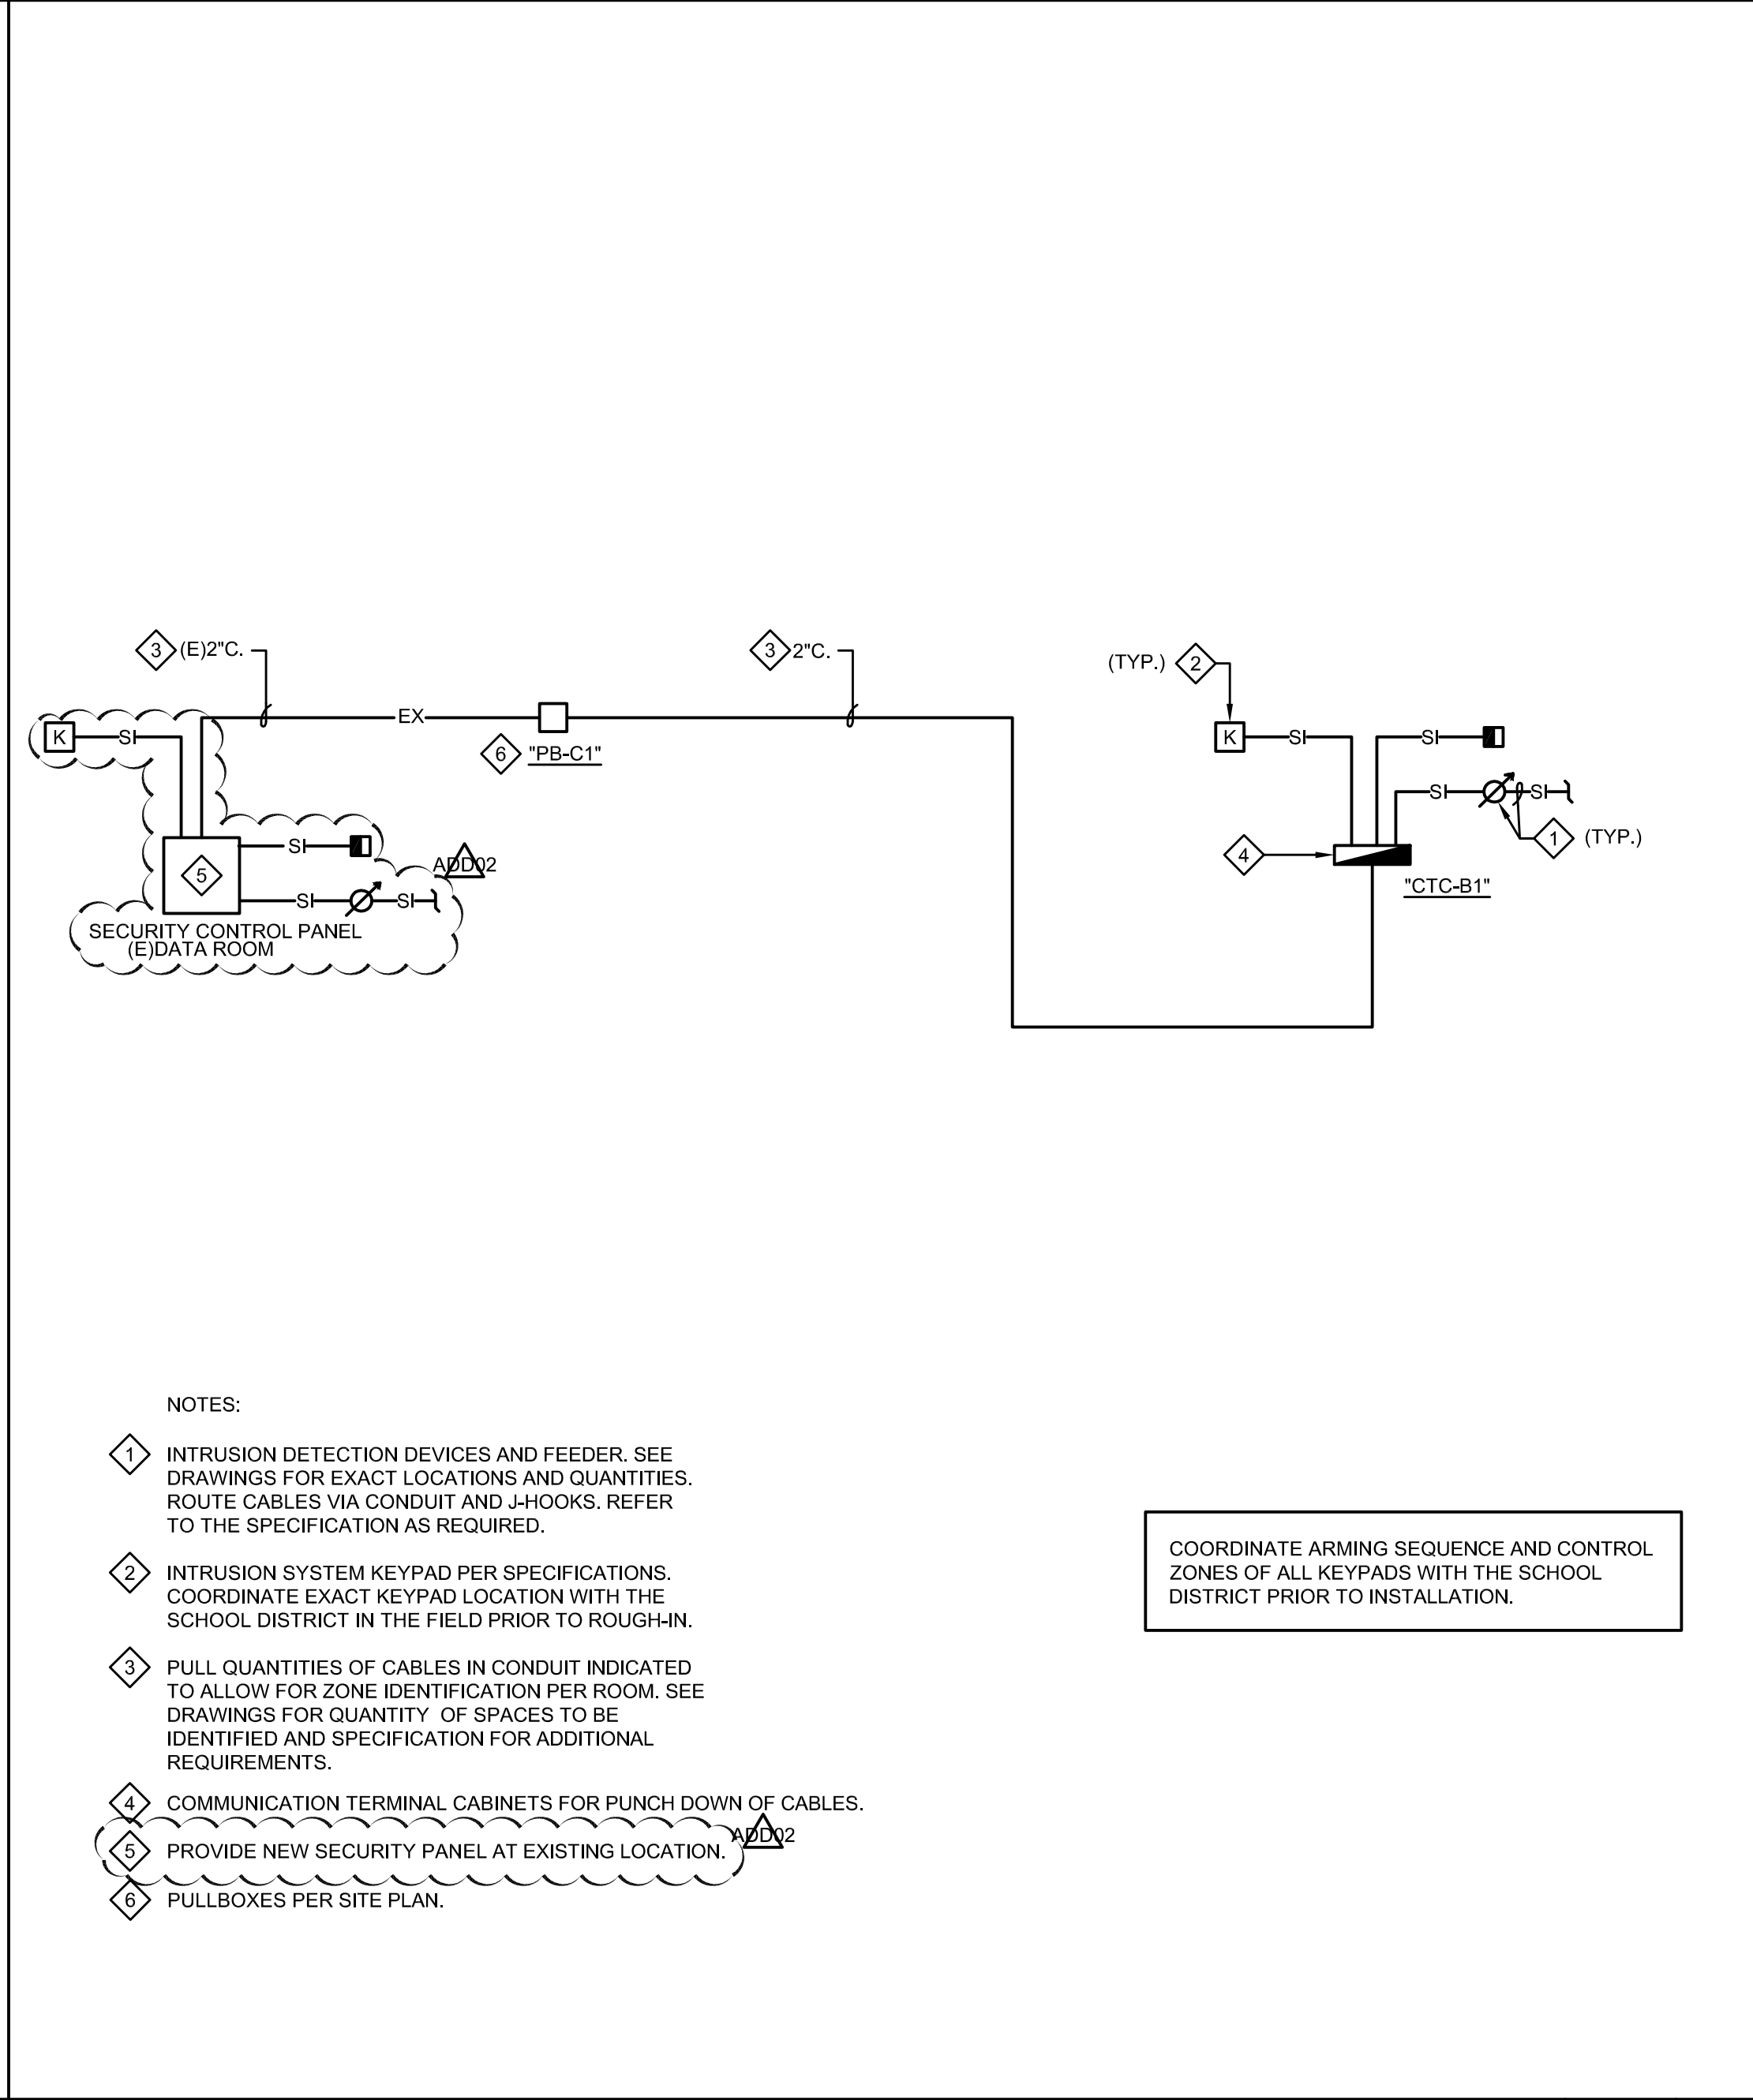 3 (E)2"C.
3 2"C.
(TYP.) 2
K SI
EX
6 "PB-C1"
K SI
SI
SI SI
1 (TYP.)
4
"CTC-B1"
SI
5
ADD02
SI SI
SECURITY CONTROL PANEL
(E)DATA ROOM
NOTES:
1 INTRUSION DETECTION DEVICES AND FEEDER. SEE
DRAWINGS FOR EXACT LOCATIONS AND QUANTITIES.
ROUTE CABLES VIA CONDUIT AND J-HOOKS. REFER
TO THE SPECIFICATION AS REQUIRED.
2 INTRUSION SYSTEM KEYPAD PER SPECIFICATIONS.
COORDINATE EXACT KEYPAD LOCATION WITH THE
SCHOOL DISTRICT IN THE FIELD PRIOR TO ROUGH-IN.
3 PULL QUANTITIES OF CABLES IN CONDUIT INDICATED
TO ALLOW FOR ZONE IDENTIFICATION PER ROOM. SEE
DRAWINGS FOR QUANTITY OF SPACES TO BE
IDENTIFIED AND SPECIFICATION FOR ADDITIONAL
REQUIREMENTS.
4 COMMUNICATION TERMINAL CABINETS FOR PUNCH DOWN OF CABLES.
ADD02
5 PROVIDE NEW SECURITY PANEL AT EXISTING LOCATION.
6 PULLBOXES PER SITE PLAN.
COORDINATE ARMING SEQUENCE AND CONTROL
ZONES OF ALL KEYPADS WITH THE SCHOOL
DISTRICT PRIOR TO INSTALLATION.